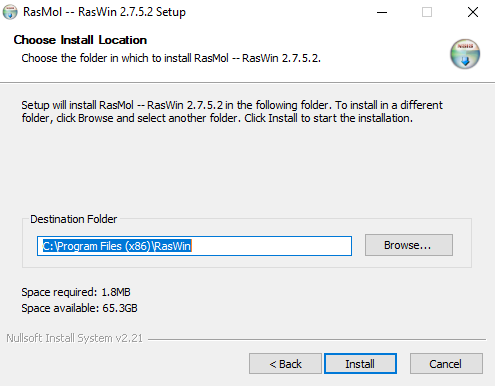 RasMol -- RasWin 2.7.5.2 Setup
Choose Install Location
Choose the folder in which to install RasMol -- RasWin 2.7.5.2.
Setup will install RasMol -- RasWin 2.7.5.2 in the following folder. To install in a different
folder, click Browse and select another folder. Click Install to start the installation.
Destination Folder
C:\Program Files (x86)\RasWin
Browse...
Space required: 1.8MB
Space available: 65.3GB
Nullsoft Install System v2.21
< Back
Install
Cancel